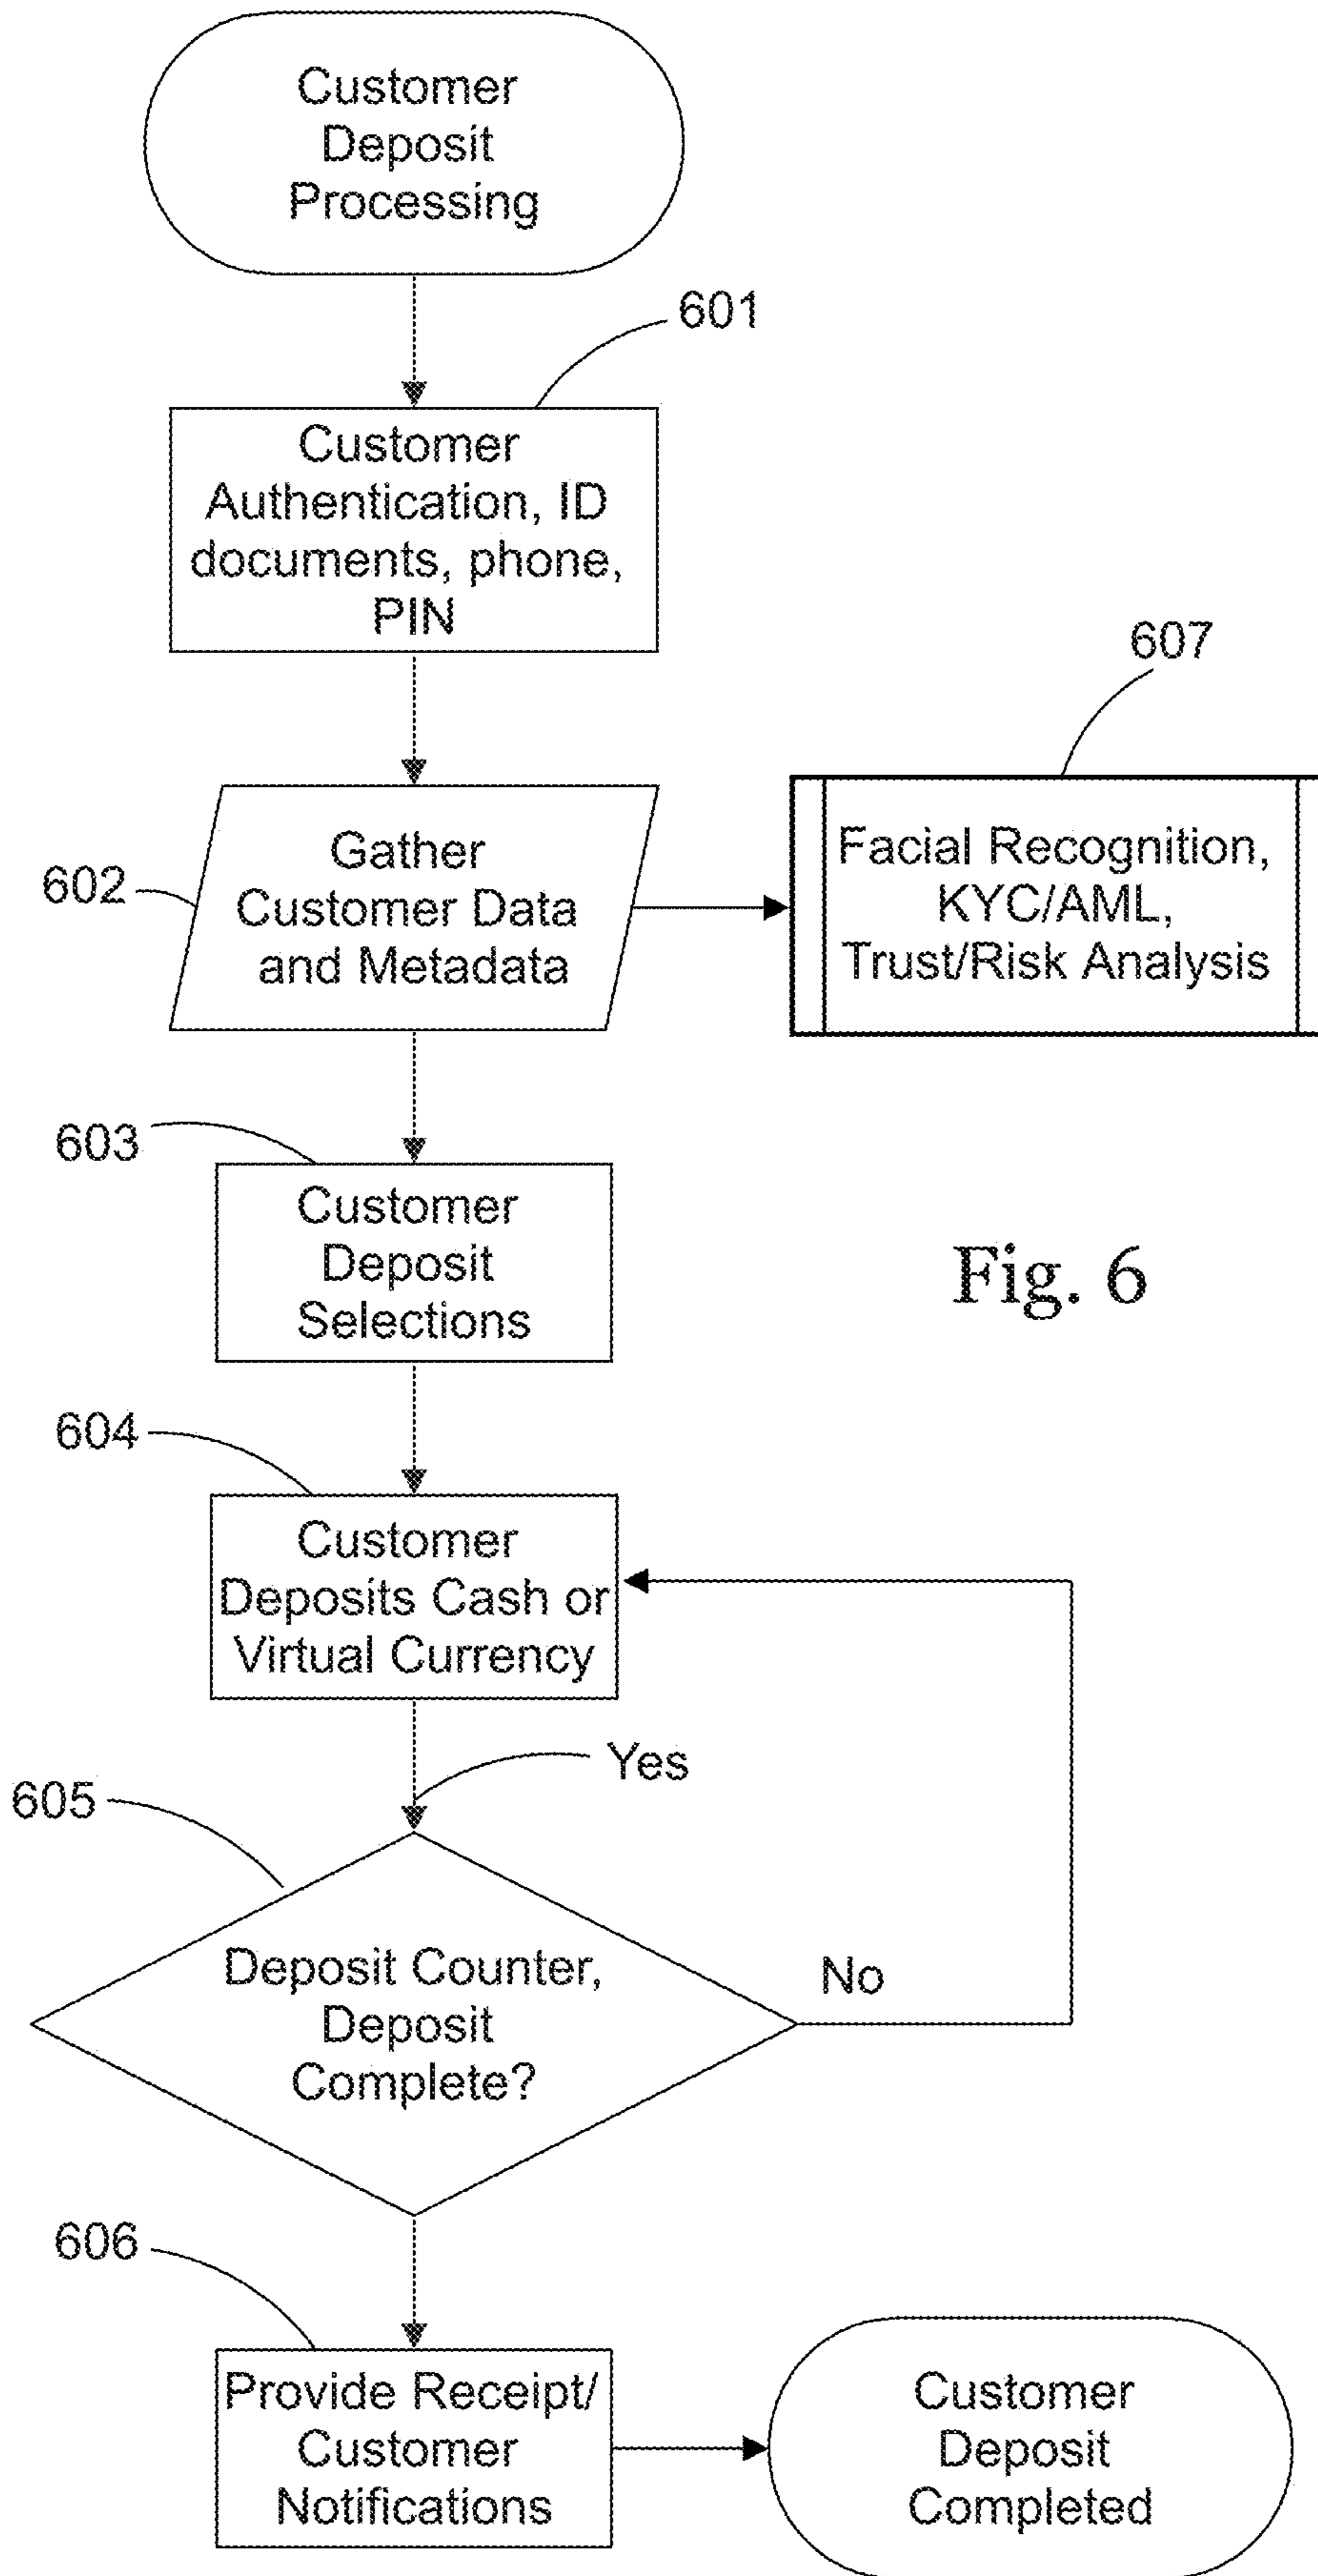 Customer
Deposit
Processing
601
Customer
Authentication, ID
documents, phone,
PIN
607
602
Gather
Customer Data
and Metadata
Facial Recognition,
KYC/AML,
Trust/Risk Analysis
603
Customer
Deposit
Selections
Fig. 6
604
Customer
Deposits Cash or
Virtual Currency
Yes
605
Deposit Counter,
Deposit
Complete?
No
606
Provide Receipt/
Customer
Notifications
Customer
Deposit
Completed